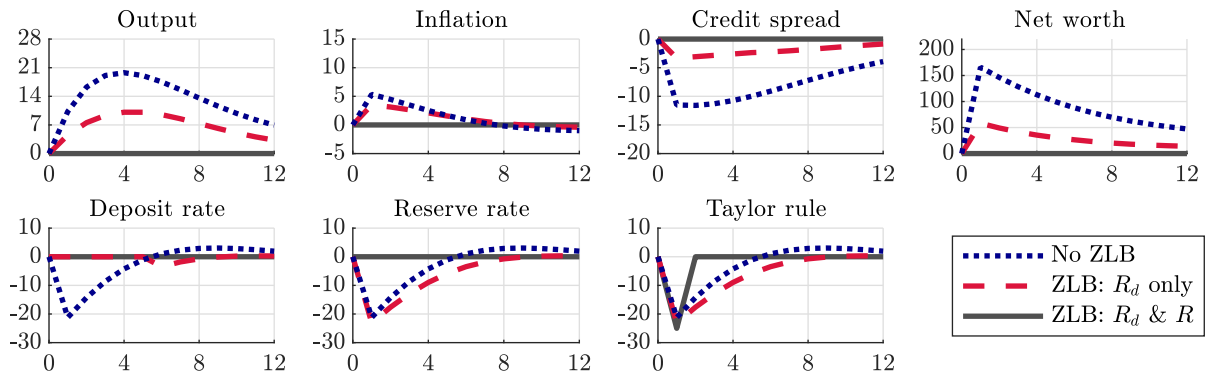 Output
28
21
14
7
0
0 4 8 12
Inflation
15
10
5
0
-5
0 4 8 12
Credit spread
0
-5
-10
-15
-20
0 4 8 12
Net worth
200
150
100
50
0
0 4 8 12
Deposit rate
10
0
-10
-20
-30
0 4 8 12
Reserve rate
10
0
-10
-20
-30
0 4 8 12
Taylor rule
10
0
-10
-20
-30
0 4 8 12
No ZLB
ZLB: R_d only
ZLB: R_d & R